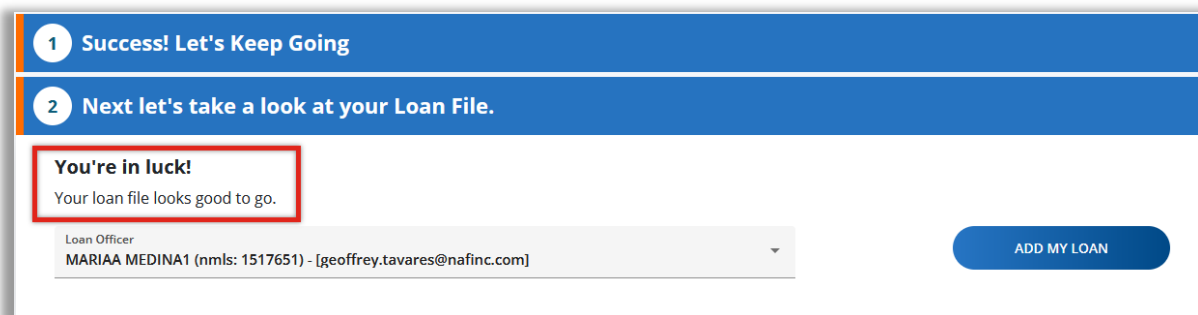 1 Success! Let's Keep Going
2 Next let's take a look at your Loan File.
You're in luck!
Your loan file looks good to go.
Loan Officer
MARIAA MEDINA1 (nmls: 1517651) - [geoffrey.tavares@nafinc.com]
ADD MY LOAN